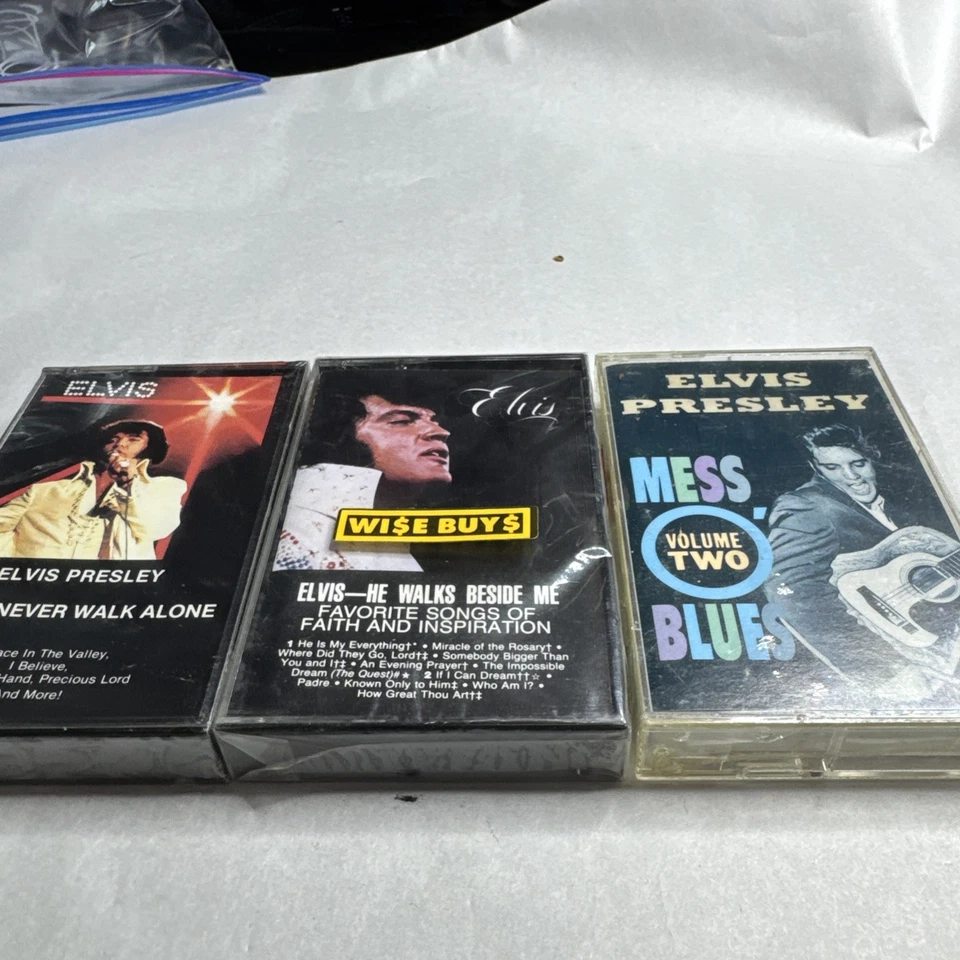 ELVIS
ELVIS PRESLEY
NEVER WALK ALONE
In The Valley,
I Believe,
Hand, Precious Lord
And More!
Elvis
WI$E BUY$
ELVIS—HE WALKS BESIDE ME
FAVORITE SONGS OF
FAITH AND INSPIRATION
1 He Is My Everything†* • Miracle of the Rosary† •
Where Did They Go, Lord†‡ • Somebody Bigger Than
You and I†‡ • An Evening Prayer† • The Impossible
Dream (The Quest)#★ 2 If I Can Dream††☆ •
Padre • Known Only to Him‡ • Who Am I? •
How Great Thou Art†‡
ELVIS
PRESLEY
MESS
O'
VOLUME
TWO
BLUES